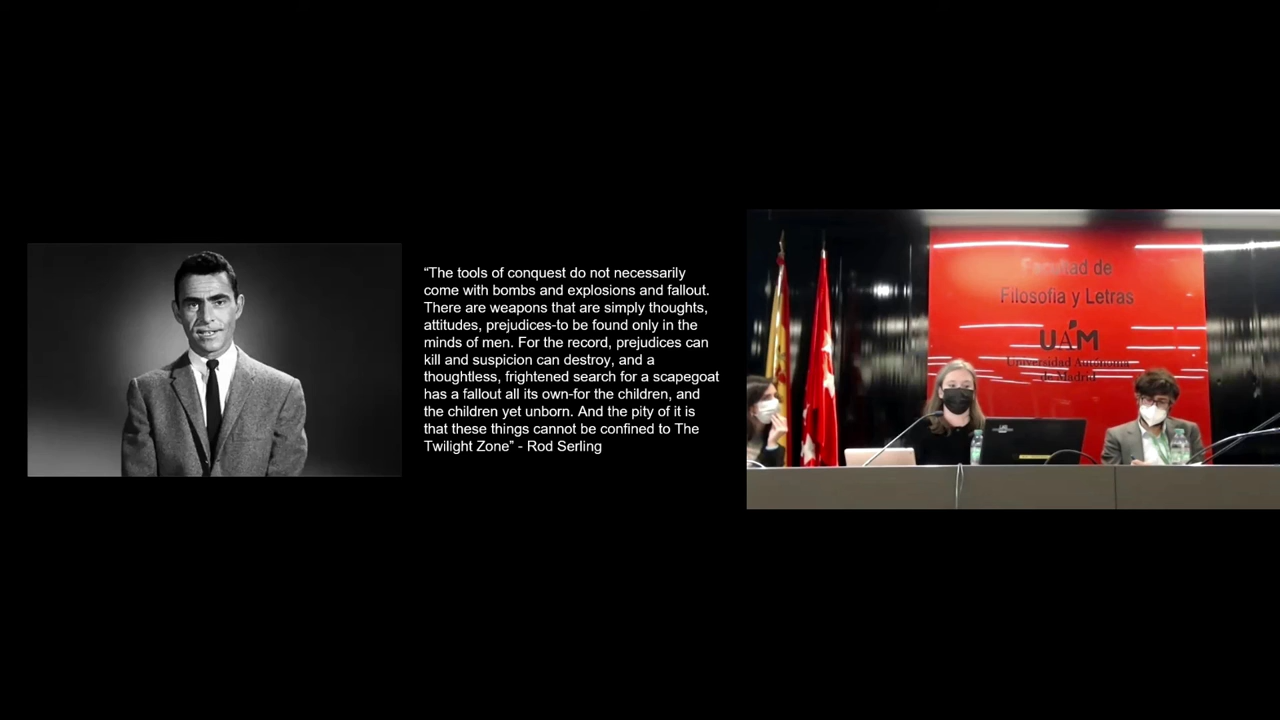 “The tools of conquest do not necessarily
come with bombs and explosions and fallout.
There are weapons that are simply thoughts,
attitudes, prejudices-to be found only in the
minds of men. For the record, prejudices can
kill and suspicion can destroy, and a
thoughtless, frightened search for a scapegoat
has a fallout all its own-for the children, and
the children yet unborn. And the pity of it is
that these things cannot be confined to The
Twilight Zone” - Rod Serling
Facultad de
Filosofía y Letras
UAM
Universidad Autónoma
de Madrid